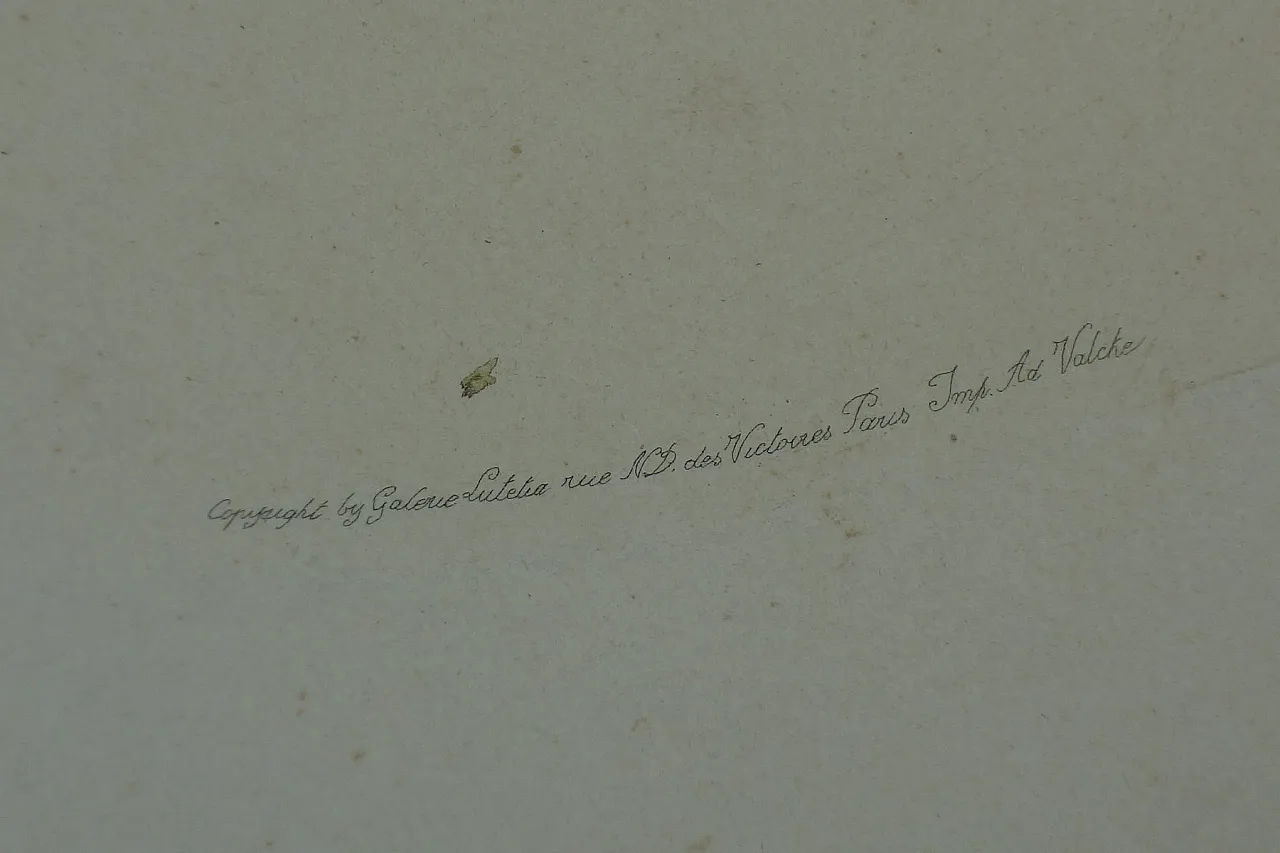 Copyright by Galerie Lutetia rue N.D. des Victoires Paris Imp. Ad Valcke